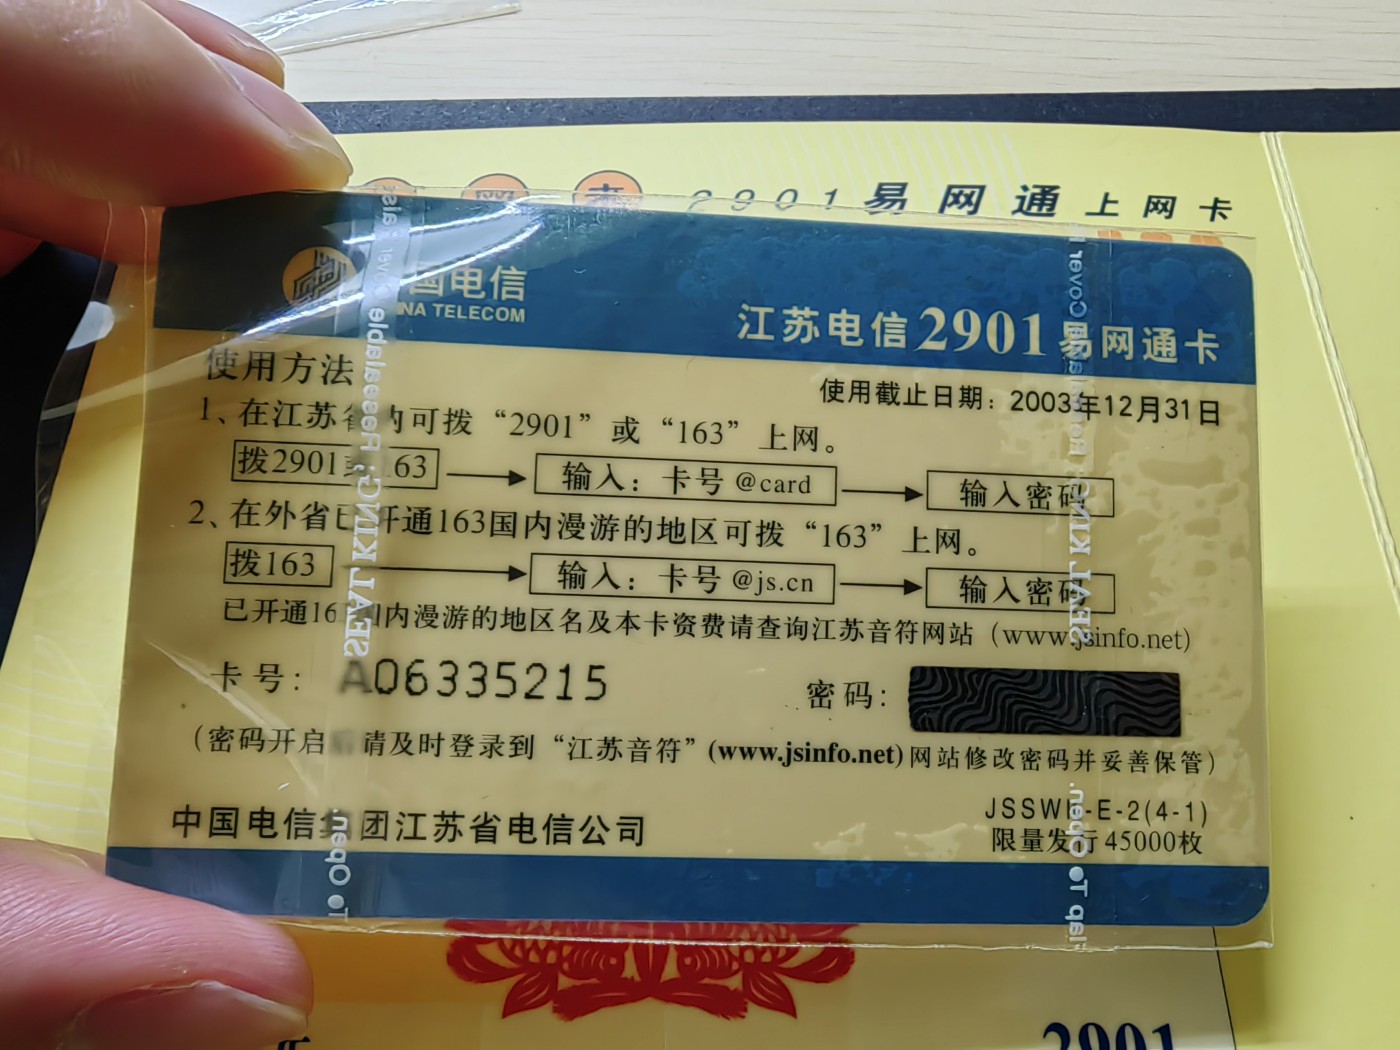 2901易网通上网卡
国电信
NA TELECOM
江苏电信2901易网通卡
使用截止日期：2003年12月31日
使用方法
1、在江苏省内可拨“2901”或“163”上网。
拨2901或163 输入：卡号@card 输入密码
2、在外省已开通163国内漫游的地区可拨“163”上网。
拨163 输入：卡号@js.cn 输入密码
已开通163国内漫游的地区名及本卡资费请查询江苏音符网站（www.jsinfo.net)
卡号：A06335215 密码：
（密码开启后请及时登录到“江苏音符”(www.jsinfo.net)网站修改密码并妥善保管）
中国电信集团江苏省电信公司
JSSWK-E-2(4-1)
限量发行45000枚
SEAL KING; Resealable
To Open.
SEAL KING
To Open.
2901